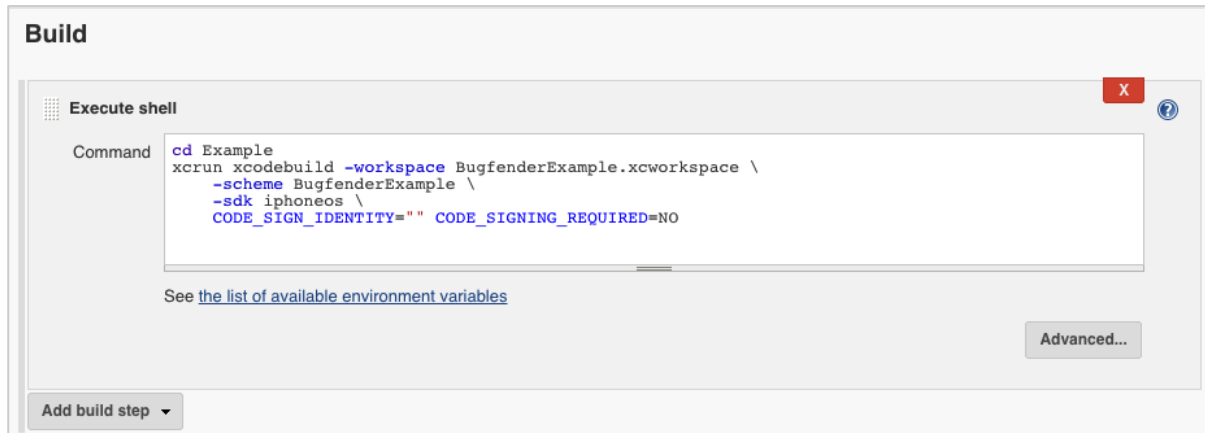 Build
Execute shell
X
Command
cd Example
xcrun xcodebuild -workspace BugfenderExample.xcworkspace \
    -scheme BugfenderExample \
    -sdk iphoneos \
    CODE_SIGN_IDENTITY="" CODE_SIGNING_REQUIRED=NO
See the list of available environment variables
Advanced...
Add build step